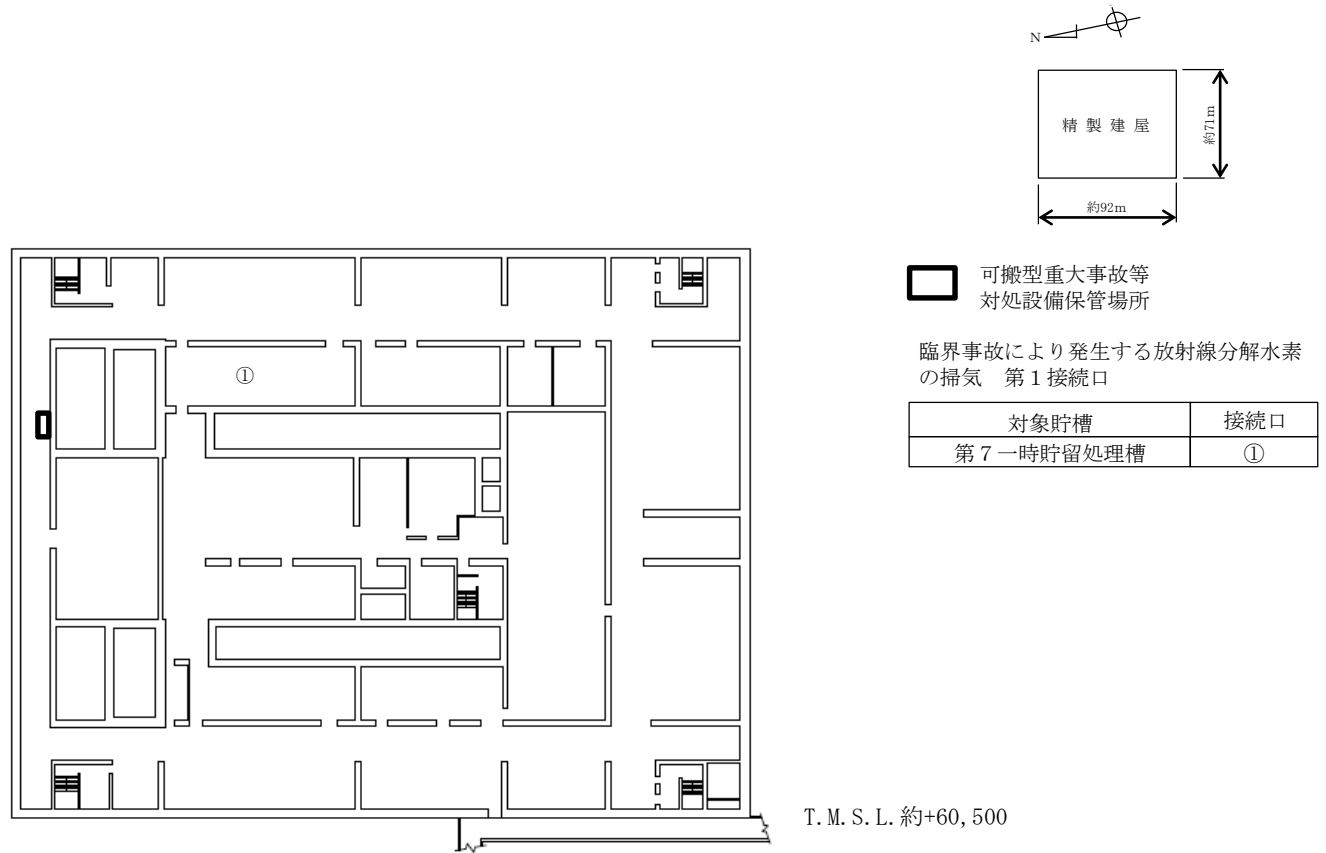 N
精製建屋
約71m
約92m
可搬型重大事故等
対処設備保管場所
臨界事故により発生する放射線分解水素
の掃気　第１接続口
対象貯槽 接続口
第７一時貯留処理槽 ①
①
T.M.S.L.約+60,500